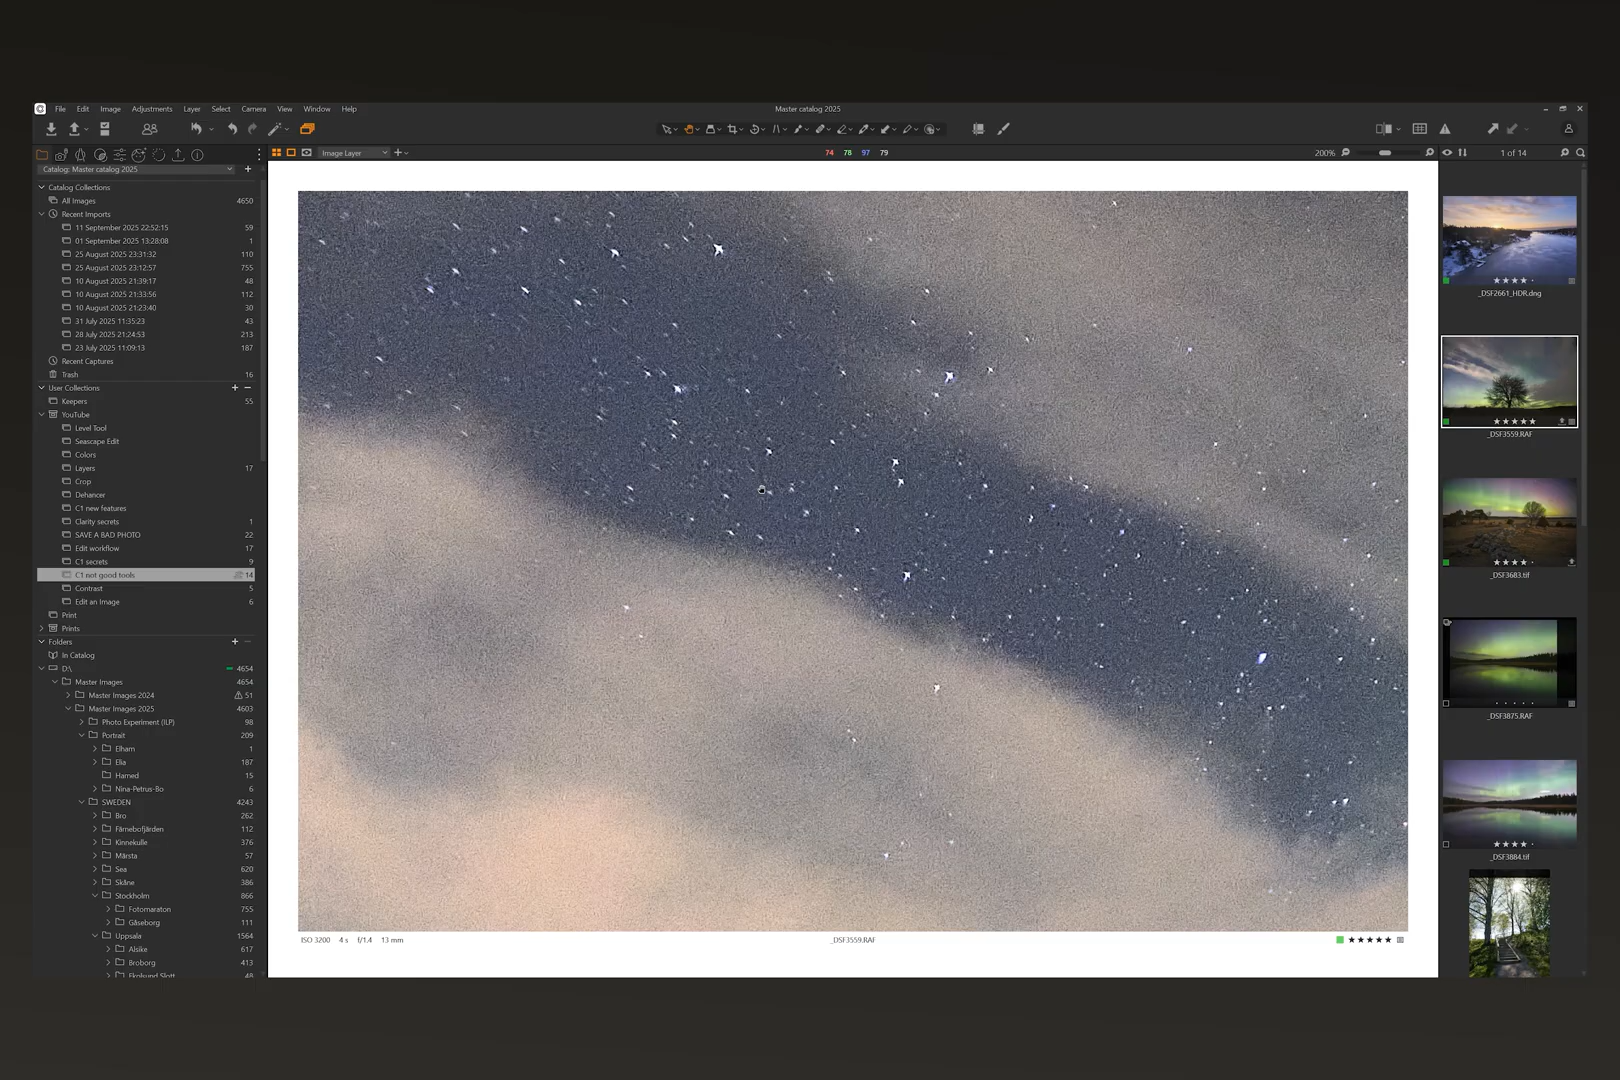 File Edit Image Adjustments Layer Select Camera View Window Help
Master catalog 2025
Image Layer
74 78 97 79
200%
1 of 14
Catalog: Master catalog 2025
Catalog Collections
All Images 4650
Recent Imports
11 September 2025 22:52:15 59
01 September 2025 13:28:08 1
25 August 2025 23:31:32 110
25 August 2025 23:12:57 755
10 August 2025 21:39:17 48
10 August 2025 21:33:56 112
10 August 2025 21:23:40 30
31 July 2025 11:35:23 43
28 July 2025 21:24:53 213
23 July 2025 11:09:13 187
Recent Captures
Trash 16
User Collections
Keepers 55
YouTube
Level Tool
Seascape Edit
Colors
Layers 17
Crop
Dehancer
C1 new features
Clarity secrets 1
SAVE A BAD PHOTO 22
Edit workflow 17
C1 secrets 9
C1 not good tools 14
Contrast 5
Edit an Image 6
Print
Prints
Folders
In Catalog
D:\ 4654
Master Images 4654
Master Images 2024 51
Master Images 2025 4603
Photo Experiment (ILP) 98
Portrait 209
Elham 1
Elia 187
Hamed 15
Nina-Petrus-Bo 6
SWEDEN 4243
Bro 262
Färnebofjärden 112
Kinnekulle 376
Märsta 57
Sea 620
Skåne 386
Stockholm 866
Fotomaraton 755
Gåseborg 111
Uppsala 1564
Alsike 617
Broborg 413
Ekolsund Slott 48
ISO 3200 4 s f/1.4 13 mm
_DSF3559.RAF
_DSF2661_HDR.dng
_DSF3559.RAF
_DSF3683.tif
_DSF3875.RAF
_DSF3884.tif